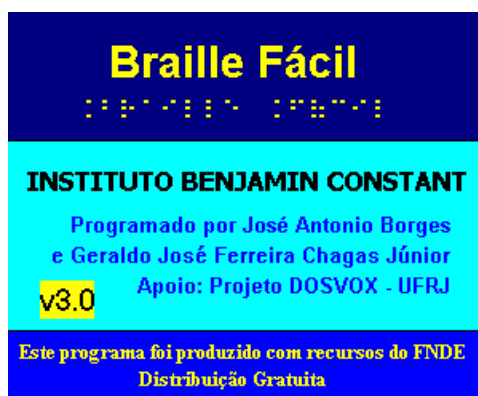 Braille Fácil
⠨⠃⠗⠁⠊⠇⠇⠑ ⠨⠋⠷⠉⠊⠇
INSTITUTO BENJAMIN CONSTANT
Programado por José Antonio Borges
e Geraldo José Ferreira Chagas Júnior
Apoio: Projeto DOSVOX - UFRJ
v3.0
Este programa foi produzido com recursos do FNDE
Distribuição Gratuita